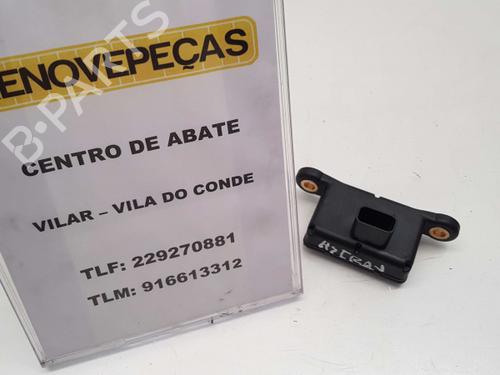 ENOVEPEÇAS
CENTRO DE ABATE
VILAR – VILA DO CONDE
TLF: 229270881
TLM: 916613312
B-PARTS